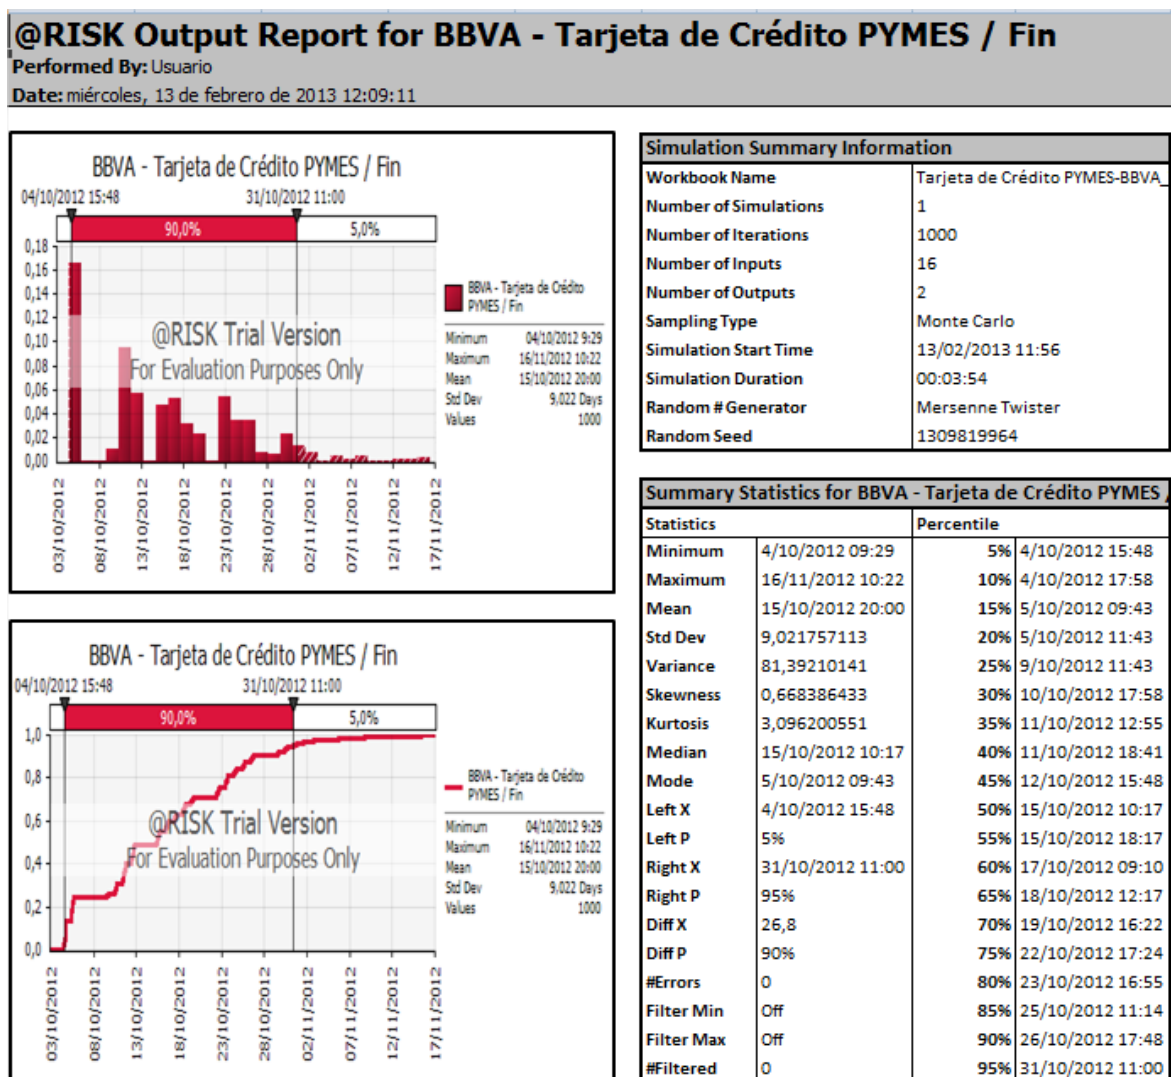 @RISK Output Report for BBVA - Tarjeta de Crédito PYMES / Fin
Performed By: Usuario
Date: miércoles, 13 de febrero de 2013 12:09:11
BBVA - Tarjeta de Crédito PYMES / Fin
04/10/2012 15:48 31/10/2012 11:00
90,0% 5,0%
0,18
0,16
0,14
0,12
0,10
0,08
0,06
0,04
0,02
0,00
@RISK Trial Version
For Evaluation Purposes Only
03/10/2012
08/10/2012
13/10/2012
18/10/2012
23/10/2012
28/10/2012
02/11/2012
07/11/2012
12/11/2012
17/11/2012
BBVA - Tarjeta de Crédito
PYMES / Fin
Minimum 04/10/2012 9:29
Maximum 16/11/2012 10:22
Mean 15/10/2012 20:00
Std Dev 9,022 Days
Values 1000
BBVA - Tarjeta de Crédito PYMES / Fin
04/10/2012 15:48 31/10/2012 11:00
90,0% 5,0%
1,0
0,8
0,6
0,4
0,2
0,0
@RISK Trial Version
For Evaluation Purposes Only
03/10/2012
08/10/2012
13/10/2012
18/10/2012
23/10/2012
28/10/2012
02/11/2012
07/11/2012
12/11/2012
17/11/2012
BBVA - Tarjeta de Crédito
PYMES / Fin
Minimum 04/10/2012 9:29
Maximum 16/11/2012 10:22
Mean 15/10/2012 20:00
Std Dev 9,022 Days
Values 1000
Simulation Summary Information
Workbook Name Tarjeta de Crédito PYMES-BBVA_
Number of Simulations 1
Number of Iterations 1000
Number of Inputs 16
Number of Outputs 2
Sampling Type Monte Carlo
Simulation Start Time 13/02/2013 11:56
Simulation Duration 00:03:54
Random # Generator Mersenne Twister
Random Seed 1309819964
Summary Statistics for BBVA - Tarjeta de Crédito PYMES /
Statistics Percentile
Minimum 4/10/2012 09:29 5% 4/10/2012 15:48
Maximum 16/11/2012 10:22 10% 4/10/2012 17:58
Mean 15/10/2012 20:00 15% 5/10/2012 09:43
Std Dev 9,021757113 20% 5/10/2012 11:43
Variance 81,39210141 25% 9/10/2012 11:43
Skewness 0,668386433 30% 10/10/2012 17:58
Kurtosis 3,096200551 35% 11/10/2012 12:55
Median 15/10/2012 10:17 40% 11/10/2012 18:41
Mode 5/10/2012 09:43 45% 12/10/2012 15:48
Left X 4/10/2012 15:48 50% 15/10/2012 10:17
Left P 5% 55% 15/10/2012 18:17
Right X 31/10/2012 11:00 60% 17/10/2012 09:10
Right P 95% 65% 18/10/2012 12:17
Diff X 26,8 70% 19/10/2012 16:22
Diff P 90% 75% 22/10/2012 17:24
#Errors 0 80% 23/10/2012 16:55
Filter Min Off 85% 25/10/2012 11:14
Filter Max Off 90% 26/10/2012 17:48
#Filtered 0 95% 31/10/2012 11:00